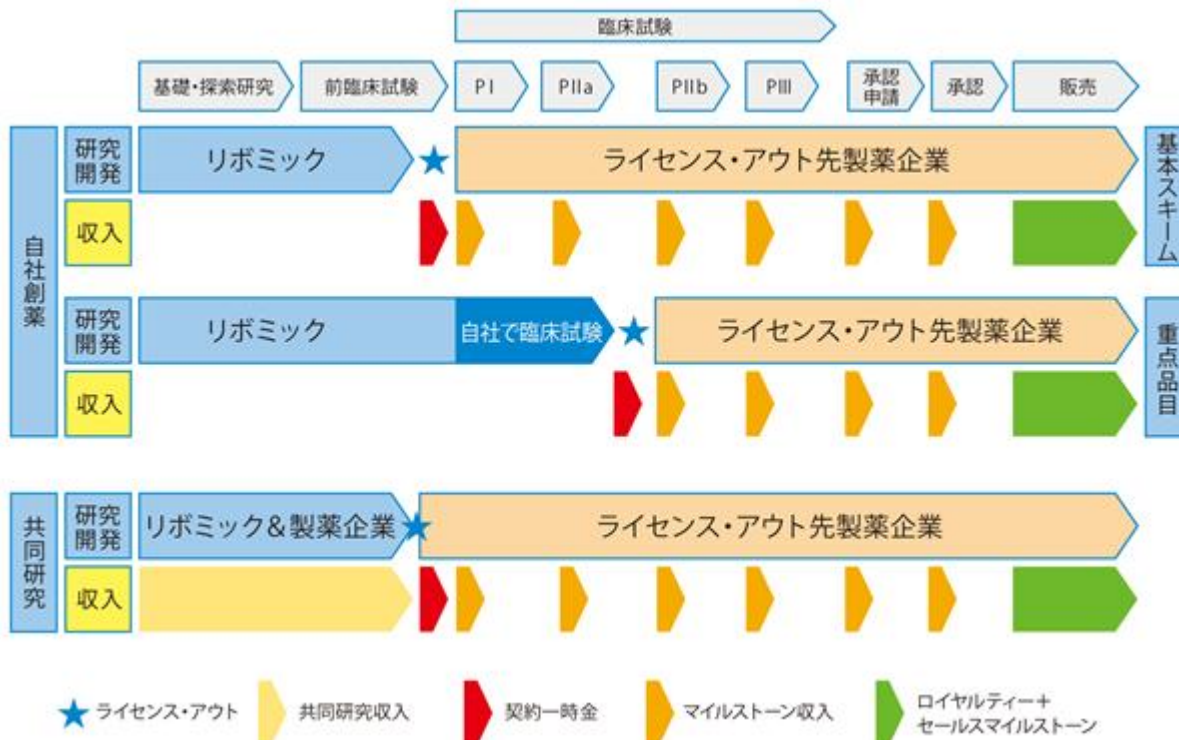 臨床試験
基礎・探索研究
前臨床試験
PI
PIIa
PIIb
PIII
承認
申請
承認
販売
自社創薬
研究
開発
リボミック
ライセンス・アウト先製薬企業
基本スキーム
収入
研究
開発
リボミック
自社で臨床試験
ライセンス・アウト先製薬企業
重点品目
収入
共同研究
研究
開発
リボミック&製薬企業
ライセンス・アウト先製薬企業
収入
ライセンス・アウト
共同研究収入
契約一時金
マイルストーン収入
ロイヤルティー+
セールスマイルストーン